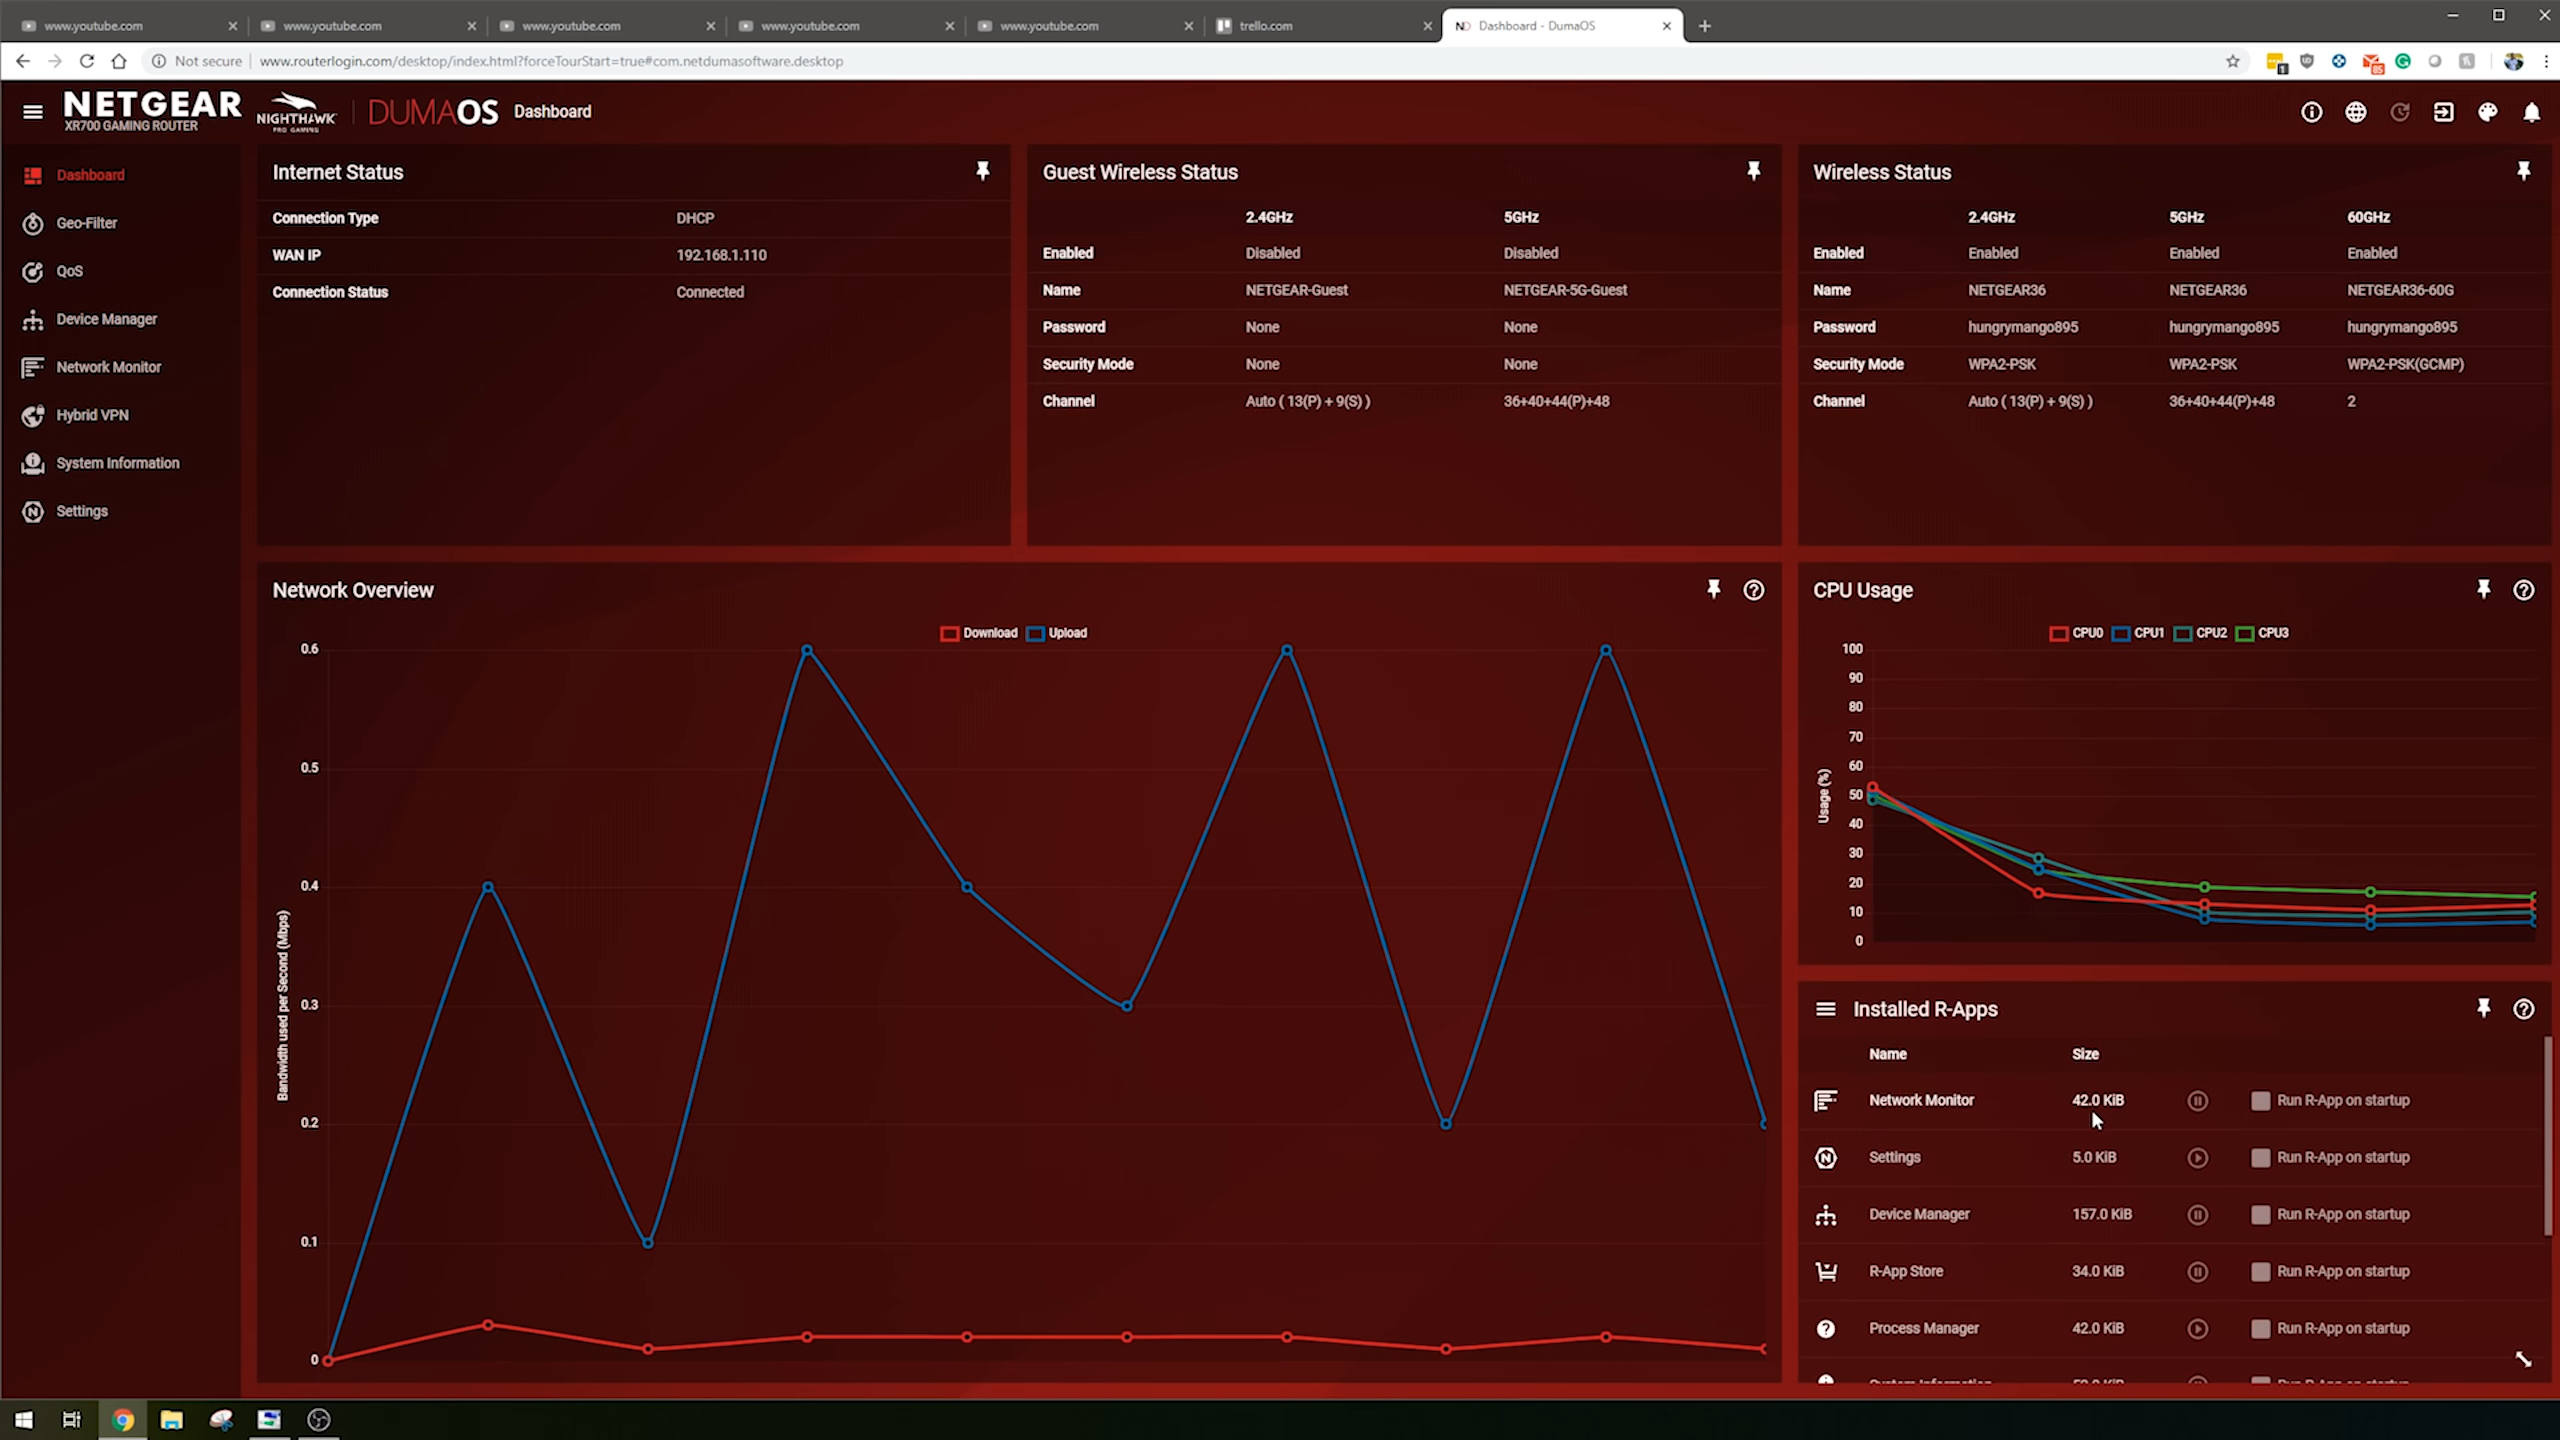 www.youtube.com www.youtube.com www.youtube.com www.youtube.com www.youtube.com trello.com Dashboard - DumaOS
Not secure www.routerlogin.com/desktop/index.html?forceTourStart=true#com.netdumasoftware.desktop
NETGEAR
XR700 GAMING ROUTER
NIGHTHAWK
PRO GAMING
DUMAOS
Dashboard
Dashboard
Geo-Filter
QoS
Device Manager
Network Monitor
Hybrid VPN
System Information
Settings
Internet Status
Connection Type DHCP
WAN IP 192.168.1.110
Connection Status Connected
Guest Wireless Status
2.4GHz 5GHz
Enabled Disabled Disabled
Name NETGEAR-Guest NETGEAR-5G-Guest
Password None None
Security Mode None None
Channel Auto ( 13(P) + 9(S) ) 36+40+44(P)+48
Wireless Status
2.4GHz 5GHz 60GHz
Enabled Enabled Enabled Enabled
Name NETGEAR36 NETGEAR36 NETGEAR36-60G
Password hungrymango895 hungrymango895 hungrymango895
Security Mode WPA2-PSK WPA2-PSK WPA2-PSK(GCMP)
Channel Auto ( 13(P) + 9(S) ) 36+40+44(P)+48 2
Network Overview
Download Upload
Bandwidth used per Second (Mbps)
0.6
0.5
0.4
0.3
0.2
0.1
0
CPU Usage
CPU0 CPU1 CPU2 CPU3
Usage (%)
100
90
80
70
60
50
40
30
20
10
0
Installed R-Apps
Name Size
Network Monitor 42.0 KiB Run R-App on startup
Settings 5.0 KiB Run R-App on startup
Device Manager 157.0 KiB Run R-App on startup
R-App Store 34.0 KiB Run R-App on startup
Process Manager 42.0 KiB Run R-App on startup